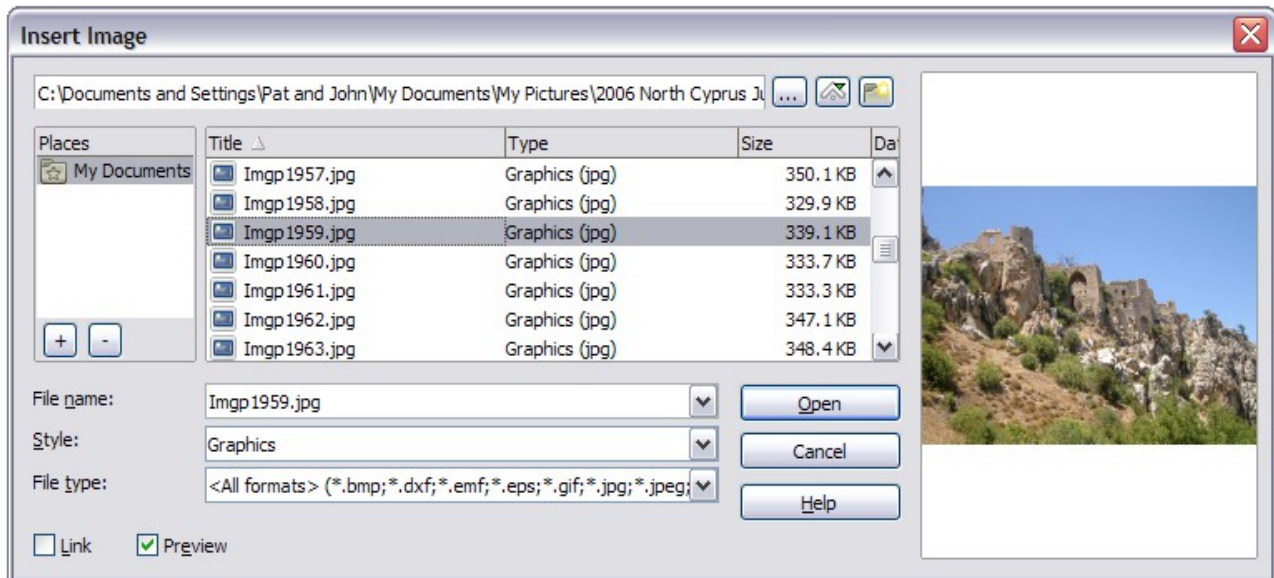 Insert Image
C:\Documents and Settings\Pat and John\My Documents\My Pictures\2006 North Cyprus Ju ...
Places
My Documents
+ -
Title Type Size Dat
Imgp1957.jpg Graphics (jpg) 350.1 KB
Imgp1958.jpg Graphics (jpg) 329.9 KB
Imgp1959.jpg Graphics (jpg) 339.1 KB
Imgp1960.jpg Graphics (jpg) 333.7 KB
Imgp1961.jpg Graphics (jpg) 333.3 KB
Imgp1962.jpg Graphics (jpg) 347.1 KB
Imgp1963.jpg Graphics (jpg) 348.4 KB
File name: Imgp1959.jpg Open
Style: Graphics Cancel
File type: <All formats> (*.bmp;*.dxf;*.emf;*.eps;*.gif;*.jpg;*.jpeg; Help
Link Preview